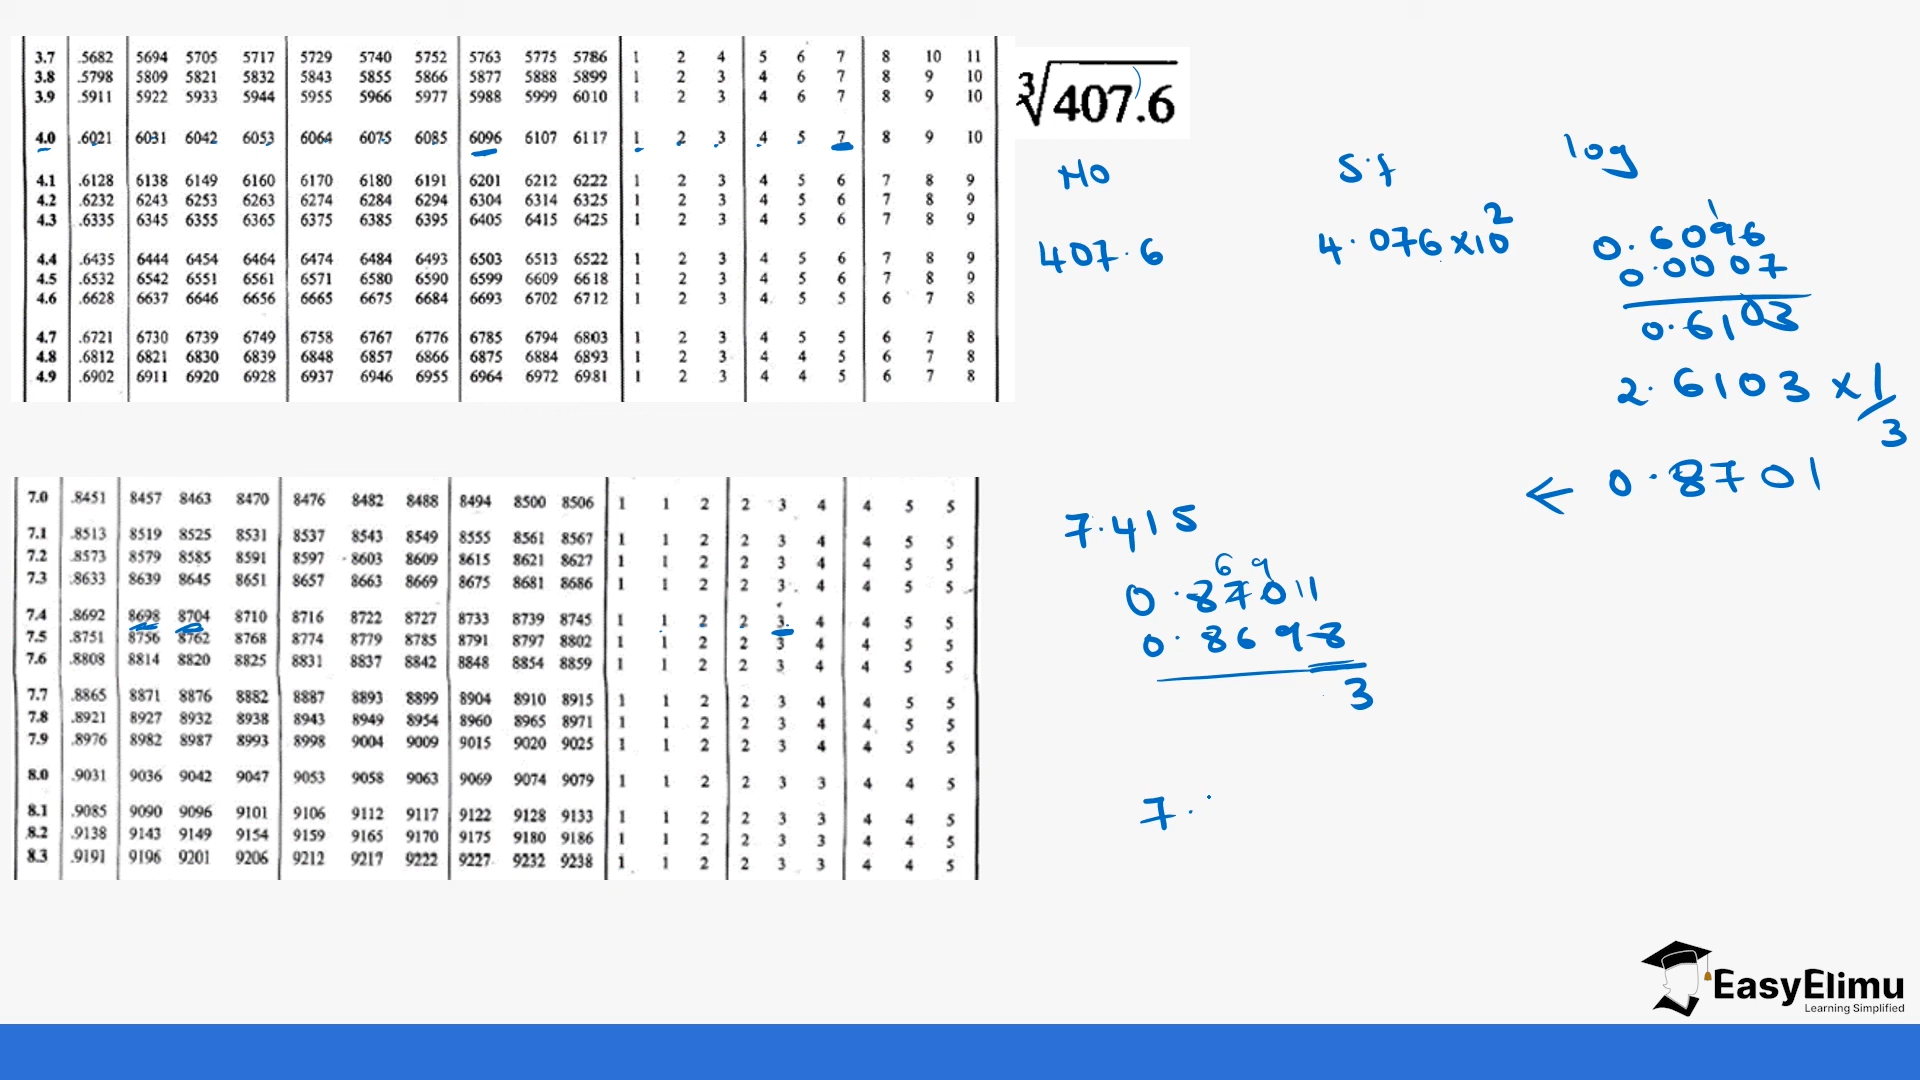 3.7 .5682 5694 5705 5717 5729 5740 5752 5763 5775 5786 1 2 4 5 6 7 8 10 11
3.8 .5798 5809 5821 5832 5843 5855 5866 5877 5888 5899 1 2 3 4 6 7 8 9 10
3.9 .5911 5922 5933 5944 5955 5966 5977 5988 5999 6010 1 2 3 4 6 7 8 9 10
4.0 .6021 6031 6042 6053 6064 6075 6085 6096 6107 6117 1 2 3 4 5 7 8 9 10
4.1 .6128 6138 6149 6160 6170 6180 6191 6201 6212 6222 1 2 3 4 5 6 7 8 9
4.2 .6232 6243 6253 6263 6274 6284 6294 6304 6314 6325 1 2 3 4 5 6 7 8 9
4.3 .6335 6345 6355 6365 6375 6385 6395 6405 6415 6425 1 2 3 4 5 6 7 8 9
4.4 .6435 6444 6454 6464 6474 6484 6493 6503 6513 6522 1 2 3 4 5 6 7 8 9
4.5 .6532 6542 6551 6561 6571 6580 6590 6599 6609 6618 1 2 3 4 5 6 7 8 9
4.6 .6628 6637 6646 6656 6665 6675 6684 6693 6702 6712 1 2 3 4 5 5 6 7 8
4.7 .6721 6730 6739 6749 6758 6767 6776 6785 6794 6803 1 2 3 4 5 5 6 7 8
4.8 .6812 6821 6830 6839 6848 6857 6866 6875 6884 6893 1 2 3 4 4 5 6 7 8
4.9 .6902 6911 6920 6928 6937 6946 6955 6964 6972 6981 1 2 3 4 4 5 6 7 8
∛407.6
No S.f log
407.6 4.076×10² 0.6096
1
0.0007
0.6103
2.6103 × 1/3
← 0.8701
7.0 .8451 8457 8463 8470 8476 8482 8488 8494 8500 8506 1 1 2 2 3 4 4 5 5
7.1 .8513 8519 8525 8531 8537 8543 8549 8555 8561 8567 1 1 2 2 3 4 4 5 5
7.2 .8573 8579 8585 8591 8597 8603 8609 8615 8621 8627 1 1 2 2 3 4 4 5 5
7.3 .8633 8639 8645 8651 8657 8663 8669 8675 8681 8686 1 1 2 2 3 4 4 5 5
7.4 .8692 8698 8704 8710 8716 8722 8727 8733 8739 8745 1 1 2 2 3 4 4 5 5
7.5 .8751 8756 8762 8768 8774 8779 8785 8791 8797 8802 1 1 2 2 3 4 4 5 5
7.6 .8808 8814 8820 8825 8831 8837 8842 8848 8854 8859 1 1 2 2 3 4 4 5 5
7.7 .8865 8871 8876 8882 8887 8893 8899 8904 8910 8915 1 1 2 2 3 4 4 5 5
7.8 .8921 8927 8932 8938 8943 8949 8954 8960 8965 8971 1 1 2 2 3 4 4 5 5
7.9 .8976 8982 8987 8993 8998 9004 9009 9015 9020 9025 1 1 2 2 3 4 4 5 5
8.0 .9031 9036 9042 9047 9053 9058 9063 9069 9074 9079 1 1 2 2 3 3 4 4 5
8.1 .9085 9090 9096 9101 9106 9112 9117 9122 9128 9133 1 1 2 2 3 3 4 4 5
8.2 .9138 9143 9149 9154 9159 9165 9170 9175 9180 9186 1 1 2 2 3 3 4 4 5
8.3 .9191 9196 9201 9206 9212 9217 9222 9227 9232 9238 1 1 2 2 3 3 4 4 5
7.415
6 9
0.87011
0.8698
3
7.
EasyElimu
Learning Simplified